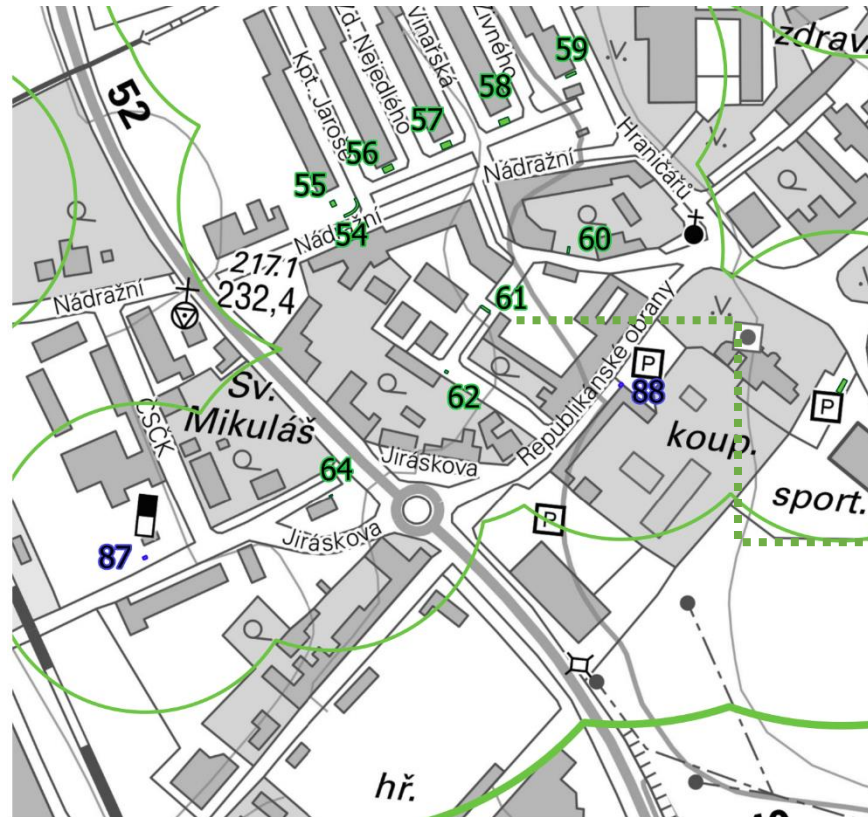 52
Kpt. Jaroše
Zd. Nejedlého
Vinařská
Živného
59
zdrav
58
57
56
55
54
Hraničářů
Nádražní
Nádražní
60
217.1
232,4
Nádražní
61
Republikánské obrany
P
88
P
62
Sv.
Mikuláš
ČSČK
koup.
Jiráskova
64
sport.
P
Jiráskova
87
hř.